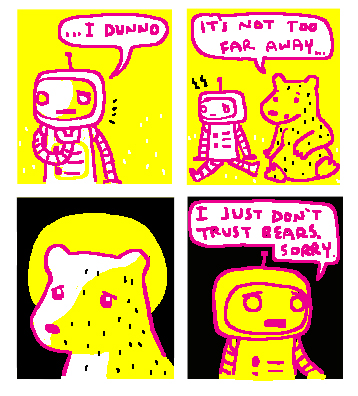 ...I DUNNO
IT'S NOT TOO
FAR AWAY...
I JUST DON'T
TRUST BEARS.
SORRY.